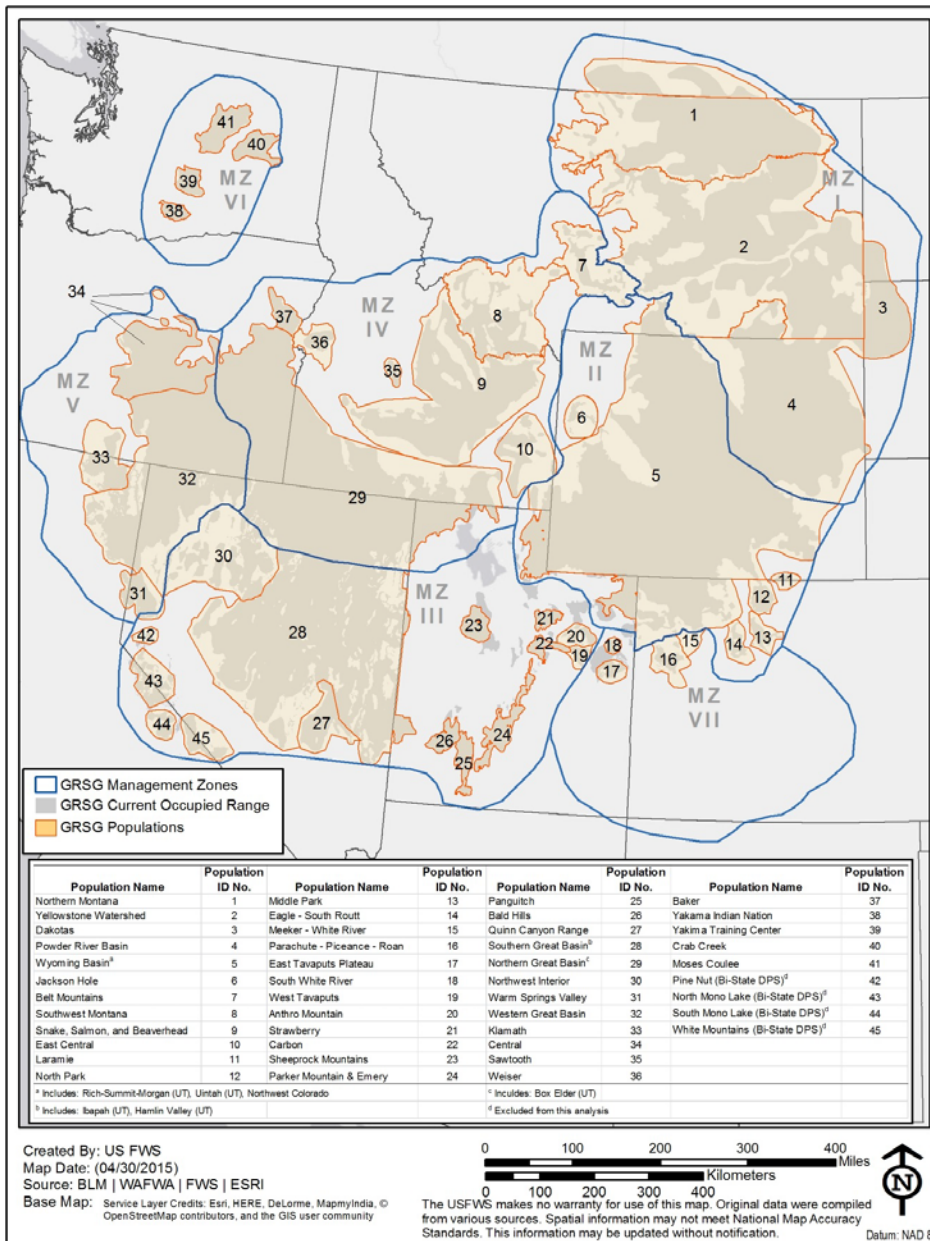 1
41
40
39
MZ
VI
38
MZ
I
2
7
34
3
37
MZ
IV
8
36
MZ
II
35
9
MZ
V
4
6
33
10
5
32
29
30
11
31
MZ
III
12
21
23
42
28
20
18
15
14
13
22
19
16
17
43
MZ
VII
27
24
44
26
45
25
GRSG Management Zones
GRSG Current Occupied Range
GRSG Populations
Population Name Population ID No. Population Name Population ID No. Population Name Population ID No. Population Name Population ID No.
Northern Montana 1 Middle Park 13 Panguitch 25 Baker 37
Yellowstone Watershed 2 Eagle - South Routt 14 Bald Hills 26 Yakama Indian Nation 38
Dakotas 3 Meeker - White River 15 Quinn Canyon Range 27 Yakima Training Center 39
Powder River Basin 4 Parachute - Piceance - Roan 16 Southern Great Basin^b 28 Crab Creek 40
Wyoming Basin^a 5 East Tavaputs Plateau 17 Northern Great Basin^c 29 Moses Coulee 41
Jackson Hole 6 South White River 18 Northwest Interior 30 Pine Nut (Bi-State DPS)^d 42
Belt Mountains 7 West Tavaputs 19 Warm Springs Valley 31 North Mono Lake (Bi-State DPS)^d 43
Southwest Montana 8 Anthro Mountain 20 Western Great Basin 32 South Mono Lake (Bi-State DPS)^d 44
Snake, Salmon, and Beaverhead 9 Strawberry 21 Klamath 33 White Mountains (Bi-State DPS)^d 45
East Central 10 Carbon 22 Central 34
Laramie 11 Sheeprock Mountains 23 Sawtooth 35
North Park 12 Parker Mountain & Emery 24 Weiser 36
^a Includes: Rich-Summit-Morgan (UT), Uintah (UT), Northwest Colorado ^c Inculdes: Box Elder (UT)
^b Includes: Ibapah (UT), Hamlin Valley (UT) ^d Excluded from this analysis
Created By: US FWS
Map Date: (04/30/2015)
Source: BLM | WAFWA | FWS | ESRI
Base Map: Service Layer Credits: Esri, HERE, DeLorme, MapmyIndia, ©
OpenStreetMap contributors, and the GIS user community
0 100 200 300 400
Miles
Kilometers
0 100 200 300 400
The USFWS makes no warranty for use of this map. Original data were compiled
from various sources. Spatial information may not meet National Map Accuracy
Standards. This information may be updated without notification.
N
Datum: NAD 8